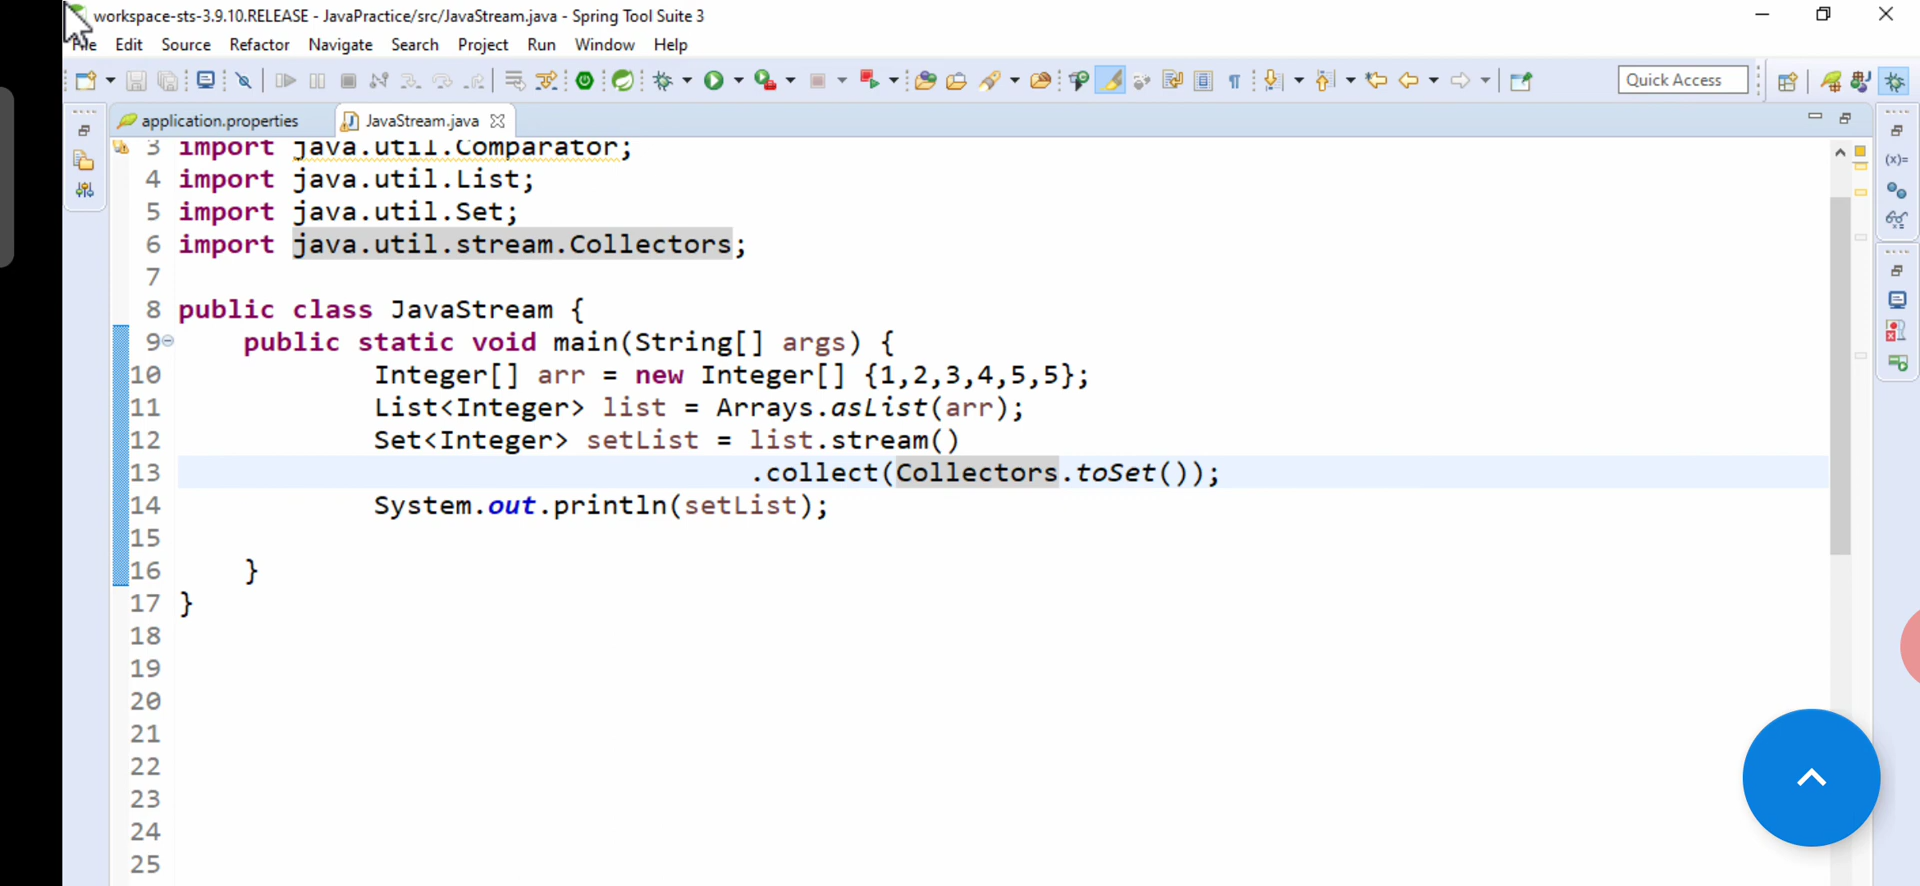 workspace-sts-3.9.10.RELEASE - JavaPractice/src/JavaStream.java - Spring Tool Suite 3
File Edit Source Refactor Navigate Search Project Run Window Help
Quick Access
application.properties JavaStream.java
3 import java.util.Comparator;
4 import java.util.List;
5 import java.util.Set;
6 import java.util.stream.Collectors;
7
8 public class JavaStream {
9 public static void main(String[] args) {
10 Integer[] arr = new Integer[] {1,2,3,4,5,5};
11 List<Integer> list = Arrays.asList(arr);
12 Set<Integer> setList = list.stream()
13 .collect(Collectors.toSet());
14 System.out.println(setList);
15
16 }
17 }
18
19
20
21
22
23
24
25
(x)=